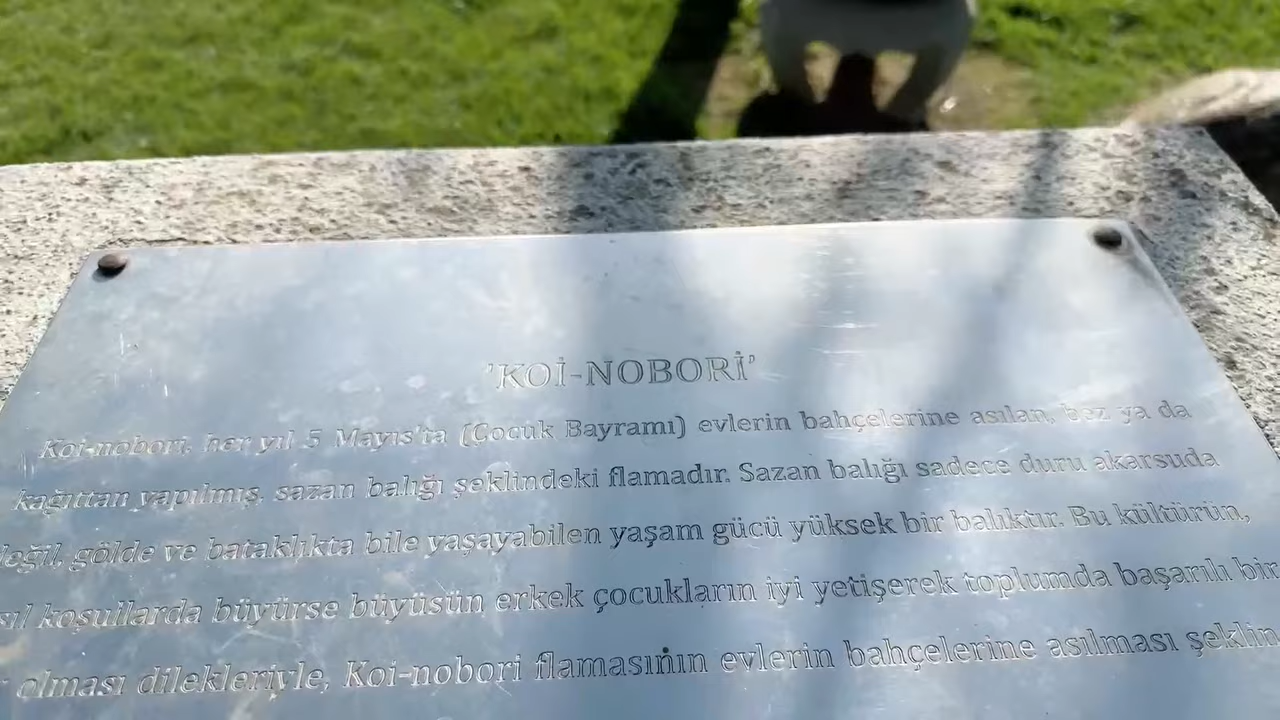 'KOİ-NOBORİ'
Koi-nobori, her yıl 5 Mayıs'ta (Çocuk Bayramı) evlerin bahçelerine asılan, bez ya da
kağıttan yapılmış, sazan balığı şeklindeki flamadır. Sazan balığı sadece duru akarsuda
değil, gölde ve bataklıkta bile yaşayabilen yaşam gücü yüksek bir balıktır. Bu kültürün,
koşullarda büyürse büyüsün erkek çocukların iyi yetişerek toplumda başarılı bir
olması dilekleriyle, Koi-nobori flamasının evlerin bahçelerine asılması